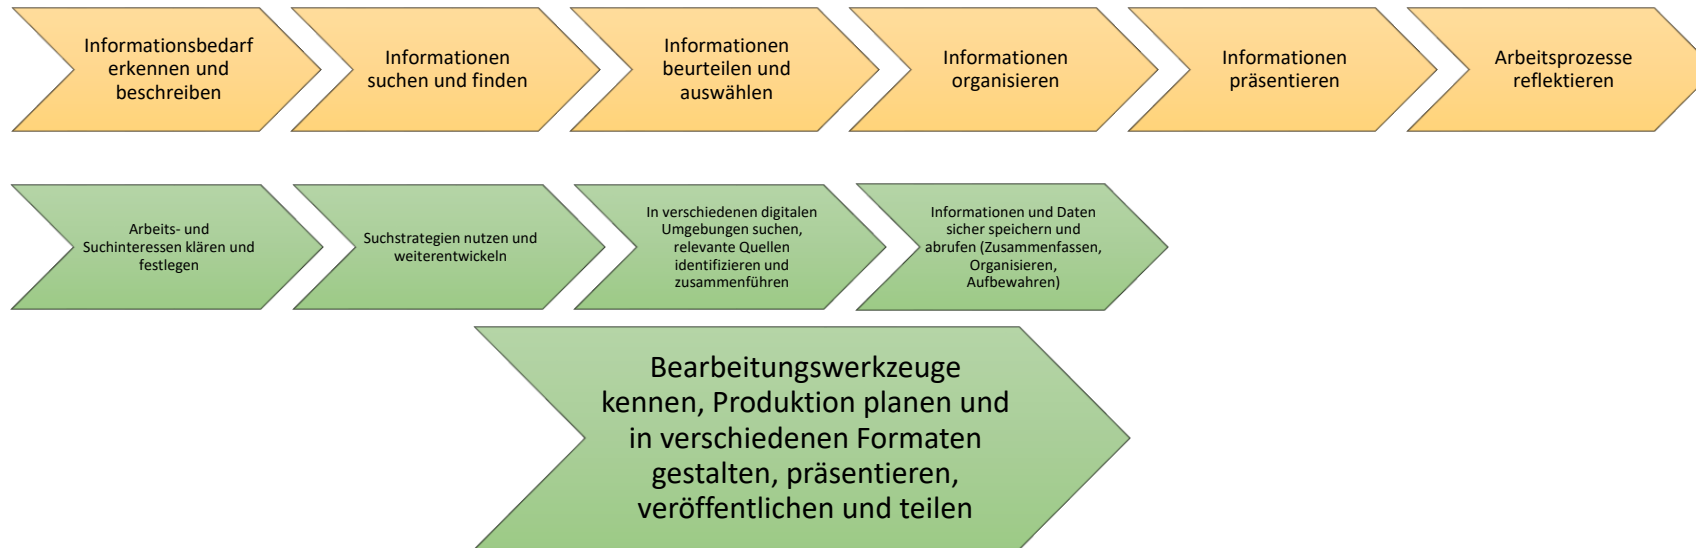 Informationsbedarf
erkennen und
beschreiben
Informationen
suchen und finden
Informationen
beurteilen und
auswählen
Informationen
organisieren
Informationen
präsentieren
Arbeitsprozesse
reflektieren
Arbeits- und
Suchinteressen klären und
festlegen
Suchstrategien nutzen und
weiterentwickeln
In verschiedenen digitalen
Umgebungen suchen,
relevante Quellen
identifizieren und
zusammenführen
Informationen und Daten
sicher speichern und
abrufen (Zusammenfassen,
Organisieren,
Aufbewahren)
Bearbeitungswerkzeuge
kennen, Produktion planen und
in verschiedenen Formaten
gestalten, präsentieren,
veröffentlichen und teilen